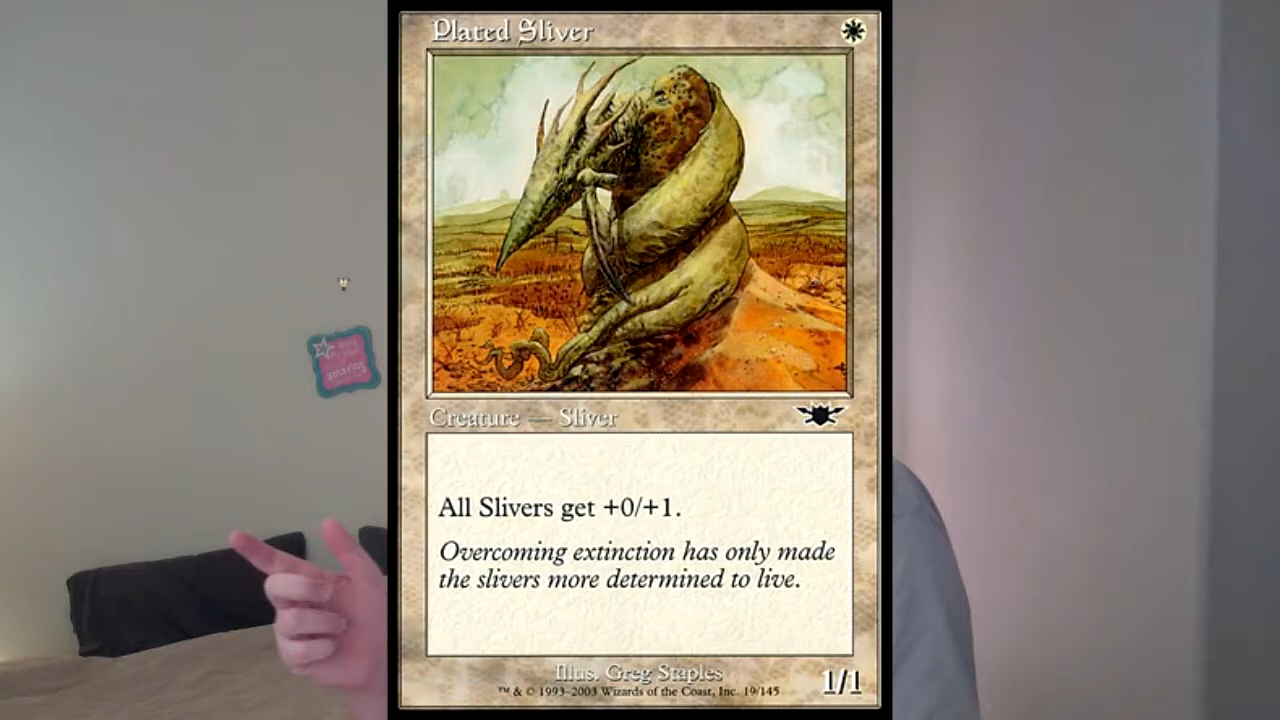 Plated Sliver
amazing
Creature — Sliver
All Slivers get +0/+1.
Overcoming extinction has only made
the slivers more determined to live.
Illus. Greg Staples
™ & © 1993–2003 Wizards of the Coast, Inc. 19/145
1/1